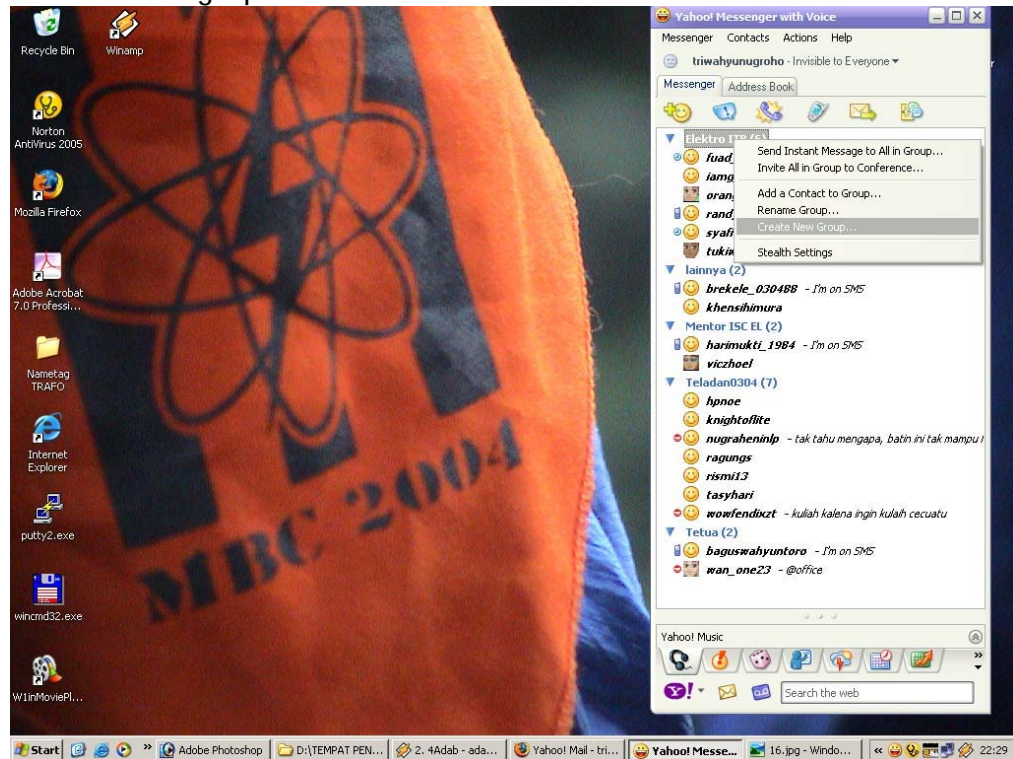 Recycle Bin
Winamp
Norton
AntiVirus 2005
Mozilla Firefox
Adobe Acrobat
7.0 Professi...
Nametag
TRAFO
Internet
Explorer
putty2.exe
wincmd32.exe
W1inMoviePl...
MBC 2004
Yahoo! Messenger with Voice
Messenger Contacts Actions Help
triwahyunugroho - Invisible to Everyone
Messenger Address Book
Elektro ITB (6)
Send Instant Message to All in Group...
Invite All in Group to Conference...
Add a Contact to Group...
Rename Group...
Create New Group...
Stealth Settings
lainnya (2)
brekele_030488 - I'm on SMS
khensihimura
Mentor ISC EL (2)
harimukti_1984 - I'm on SMS
viczhoel
Teladan0304 (7)
hpnoe
knightoflite
nugraheninlp - tak tahu mengapa, batin ini tak mampu
ragungs
rismi13
tasyhari
wowfendixzt - kuliah kalena ingin kulaih cecuatu
Tetua (2)
baguswahyuntoro - I'm on SMS
wan_one23 - @office
Yahoo! Music
Y! Search the web
Start » Adobe Photoshop D:\TEMPAT PEN... 2. 4Adab - ada... Yahoo! Mail - tri... Yahoo! Messe... 16.jpg - Windo... « 22:29